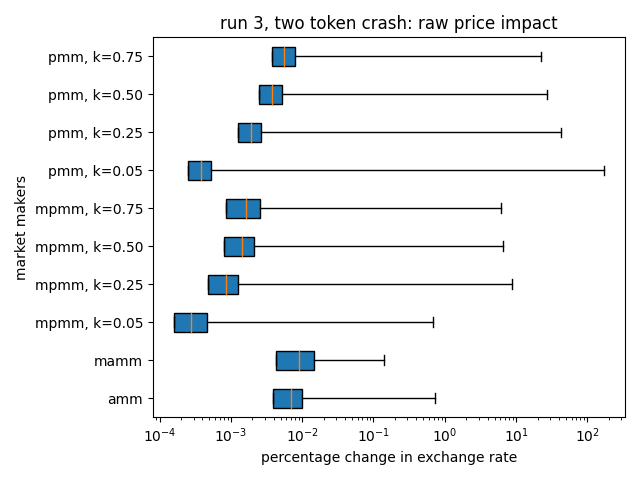 run 3, two token crash: raw price impact
market makers
pmm, k=0.75
pmm, k=0.50
pmm, k=0.25
pmm, k=0.05
mpmm, k=0.75
mpmm, k=0.50
mpmm, k=0.25
mpmm, k=0.05
mamm
amm
10⁻⁴ 10⁻³ 10⁻² 10⁻¹ 10⁰ 10¹ 10²
percentage change in exchange rate